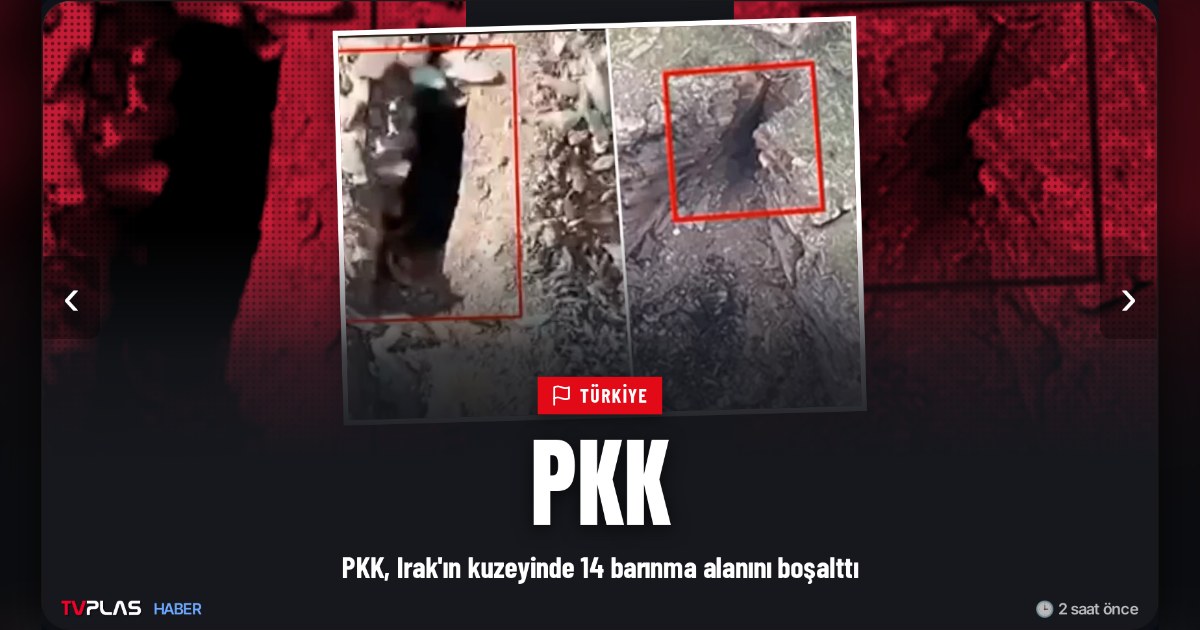 TÜRKİYE
PKK
PKK, Irak'ın kuzeyinde 14 barınma alanını boşalttı
TVPLAS HABER
2 saat önce